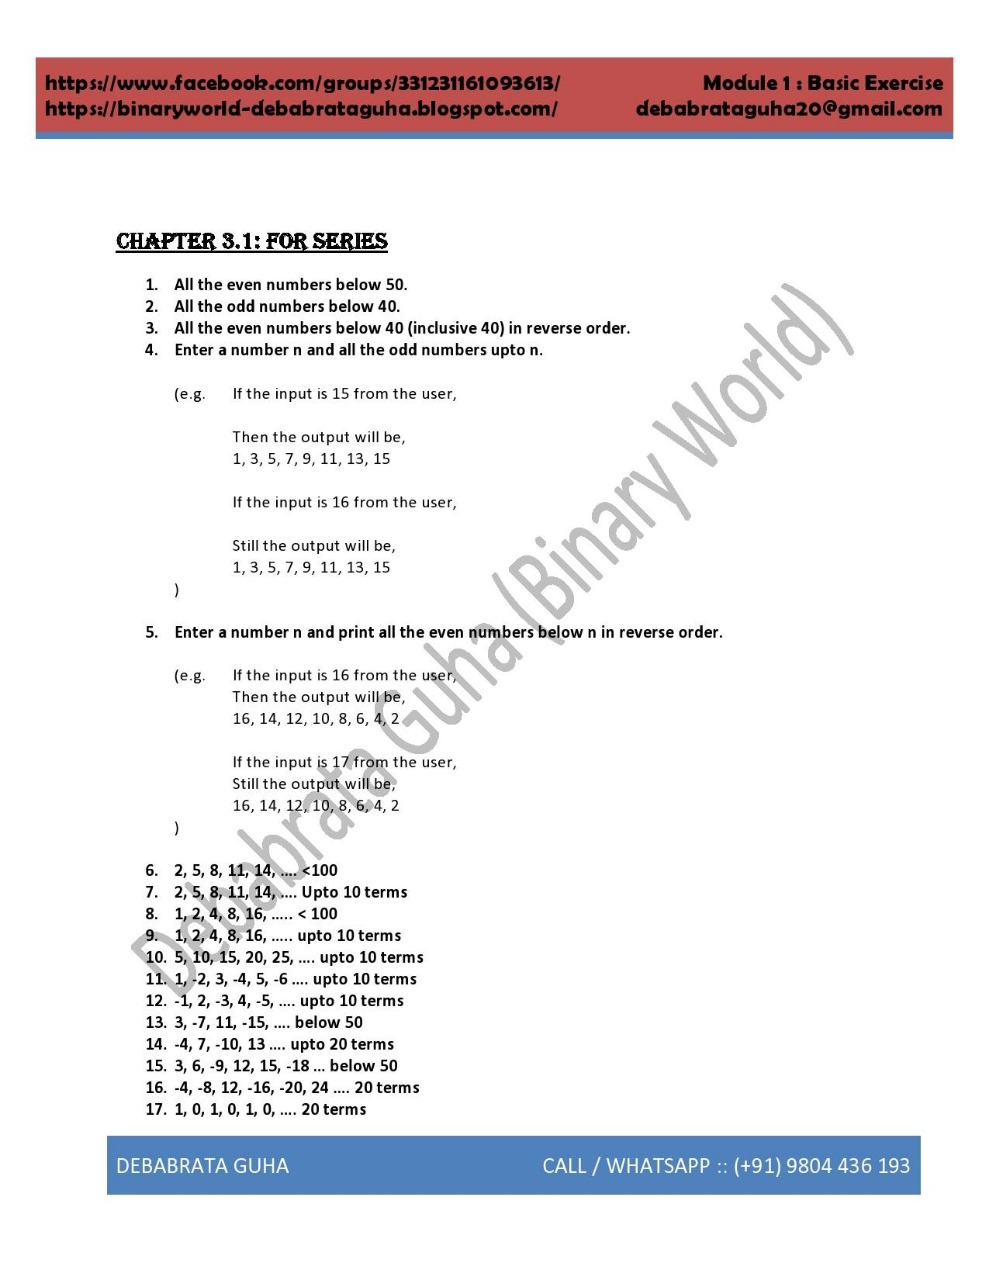 https://www.facebook.com/groups/331231161093613/ Module 1 : Basic Exercise
https://binaryworld-debabrataguha.blogspot.com/ debabrataguha20@gmail.com
CHAPTER 3.1: FOR SERIES
1. All the even numbers below 50.
2. All the odd numbers below 40.
3. All the even numbers below 40 (inclusive 40) in reverse order.
4. Enter a number n and all the odd numbers upto n.
(e.g. If the input is 15 from the user,
Then the output will be,
1, 3, 5, 7, 9, 11, 13, 15
If the input is 16 from the user,
Still the output will be,
1, 3, 5, 7, 9, 11, 13, 15
)
5. Enter a number n and print all the even numbers below n in reverse order.
(e.g. If the input is 16 from the user,
Then the output will be,
16, 14, 12, 10, 8, 6, 4, 2
If the input is 17 from the user,
Still the output will be,
16, 14, 12, 10, 8, 6, 4, 2
)
6. 2, 5, 8, 11, 14, .... <100
7. 2, 5, 8, 11, 14, .... Upto 10 terms
8. 1, 2, 4, 8, 16, ..... < 100
9. 1, 2, 4, 8, 16, ..... upto 10 terms
10. 5, 10, 15, 20, 25, .... upto 10 terms
11. 1, -2, 3, -4, 5, -6 .... upto 10 terms
12. -1, 2, -3, 4, -5, .... upto 10 terms
13. 3, -7, 11, -15, .... below 50
14. -4, 7, -10, 13 .... upto 20 terms
15. 3, 6, -9, 12, 15, -18 ... below 50
16. -4, -8, 12, -16, -20, 24 .... 20 terms
17. 1, 0, 1, 0, 1, 0, .... 20 terms
Debabrata Guha (Binary World)
DEBABRATA GUHA CALL / WHATSAPP :: (+91) 9804 436 193